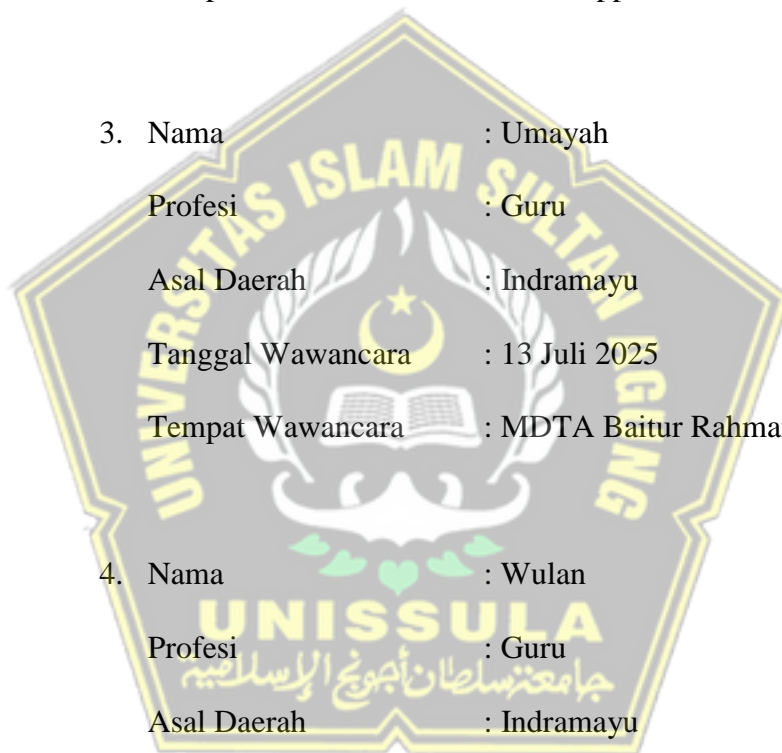 3. Nama : Umayah
Profesi : Guru
Asal Daerah : Indramayu
Tanggal Wawancara : 13 Juli 2025
Tempat Wawancara : MDTA Baitur
4. Nama : Wulan
Profesi : Guru
Asal Daerah : Indramayu
UNIVERSITAS ISLAM SULTAN AGUNG
UNISSULA
جامعة سلطان أجونج الإسلامية